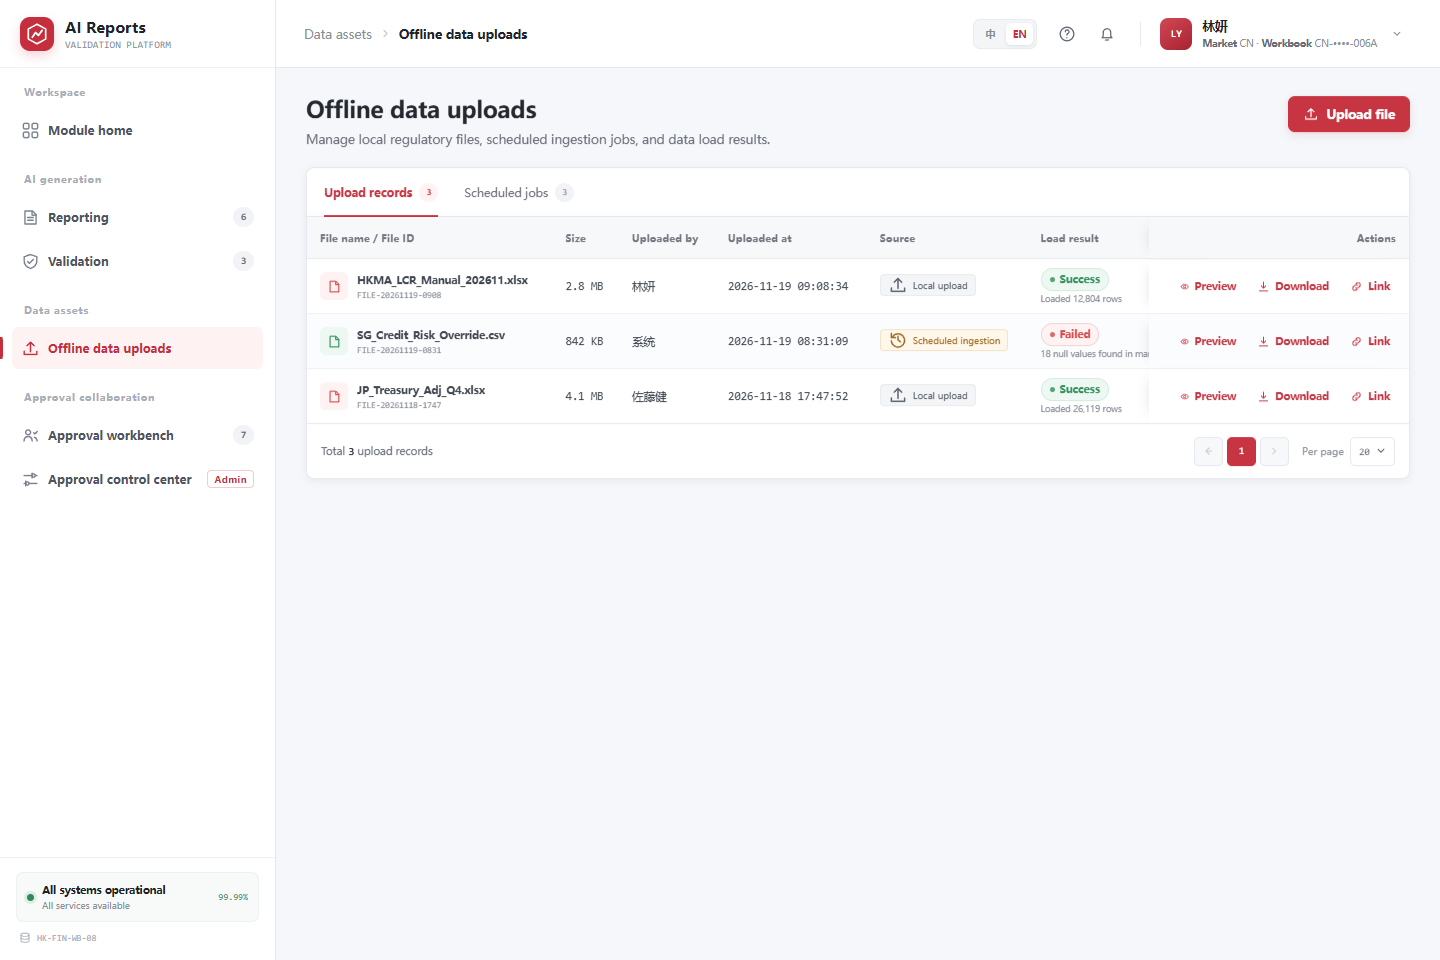 AI Reports
VALIDATION PLATFORM
Workspace
Module home
AI generation
Reporting 6
Validation 3
Data assets
Offline data uploads
Approval collaboration
Approval workbench 7
Approval control center Admin
All systems operational
All services available
99.99%
HK-FIN-WB-08
Data assets > Offline data uploads
中 EN
LY
林妍
Market CN · Workbook CN-••••-006A
Offline data uploads
Manage local regulatory files, scheduled ingestion jobs, and data load results.
Upload file
Upload records 3 Scheduled jobs 3
File name / File ID Size Uploaded by Uploaded at Source Load result Actions
HKMA_LCR_Manual_202611.xlsx
FILE-20261119-0908
2.8 MB 林妍 2026-11-19 09:08:34 Local upload
Success
Loaded 12,804 rows
Preview Download Link
SG_Credit_Risk_Override.csv
FILE-20261119-0831
842 KB 系统 2026-11-19 08:31:09 Scheduled ingestion
Failed
18 null values found in
Preview Download Link
JP_Treasury_Adj_Q4.xlsx
FILE-20261118-1747
4.1 MB 佐藤健 2026-11-18 17:47:52 Local upload
Success
Loaded 26,119 rows
Preview Download Link
Total 3 upload records
1
Per page 20